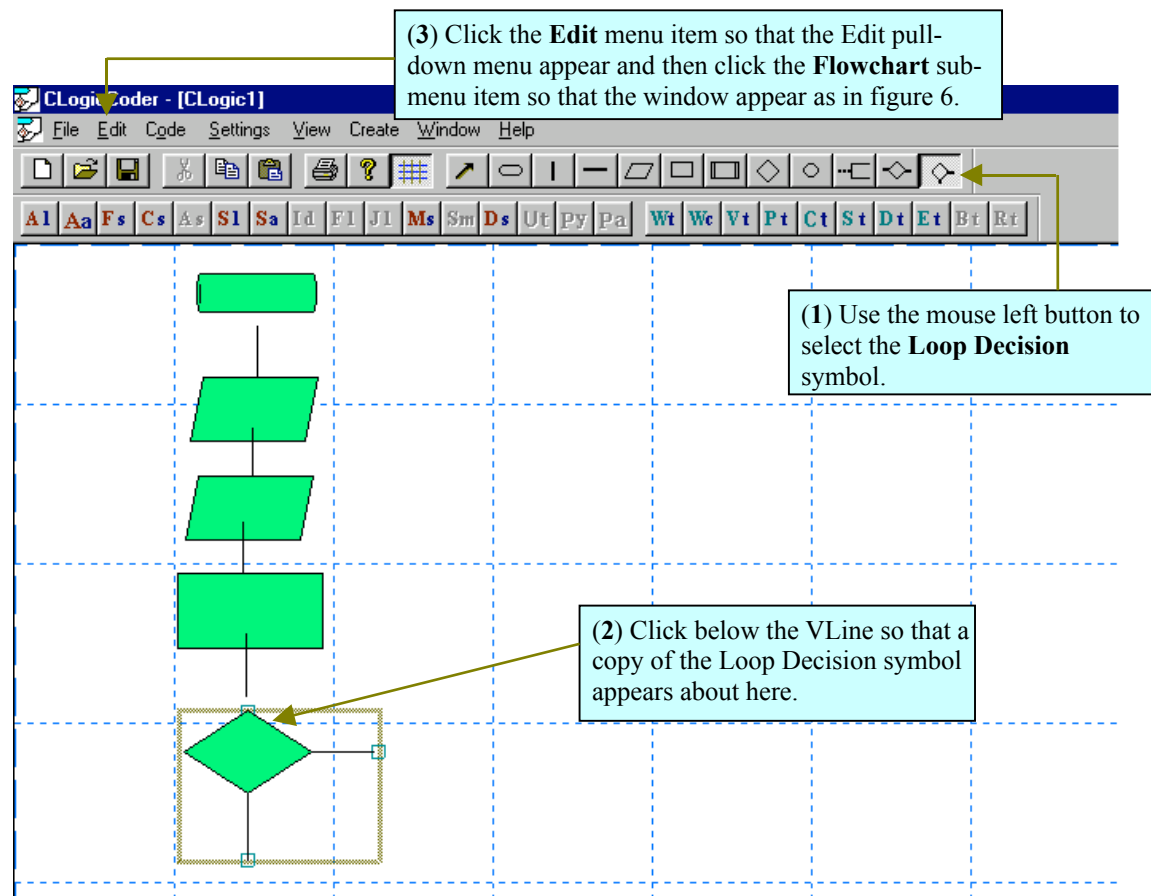 (3) Click the Edit menu item so that the Edit pull-
down menu appear and then click the Flowchart sub-
menu item so that the window appear as in figure 6.
CLogicCoder - [CLogic1]
File Edit Code Settings View Create Window Help
Al Aa Fs Cs As Sl Sa Id Fl Jl Ms Sm Ds Ut Py Pa Wt Wc Vt Pt Ct St Dt Et Bt Rt
(1) Use the mouse left button to
select the Loop Decision
symbol.
(2) Click below the VLine so that a
copy of the Loop Decision symbol
appears about here.